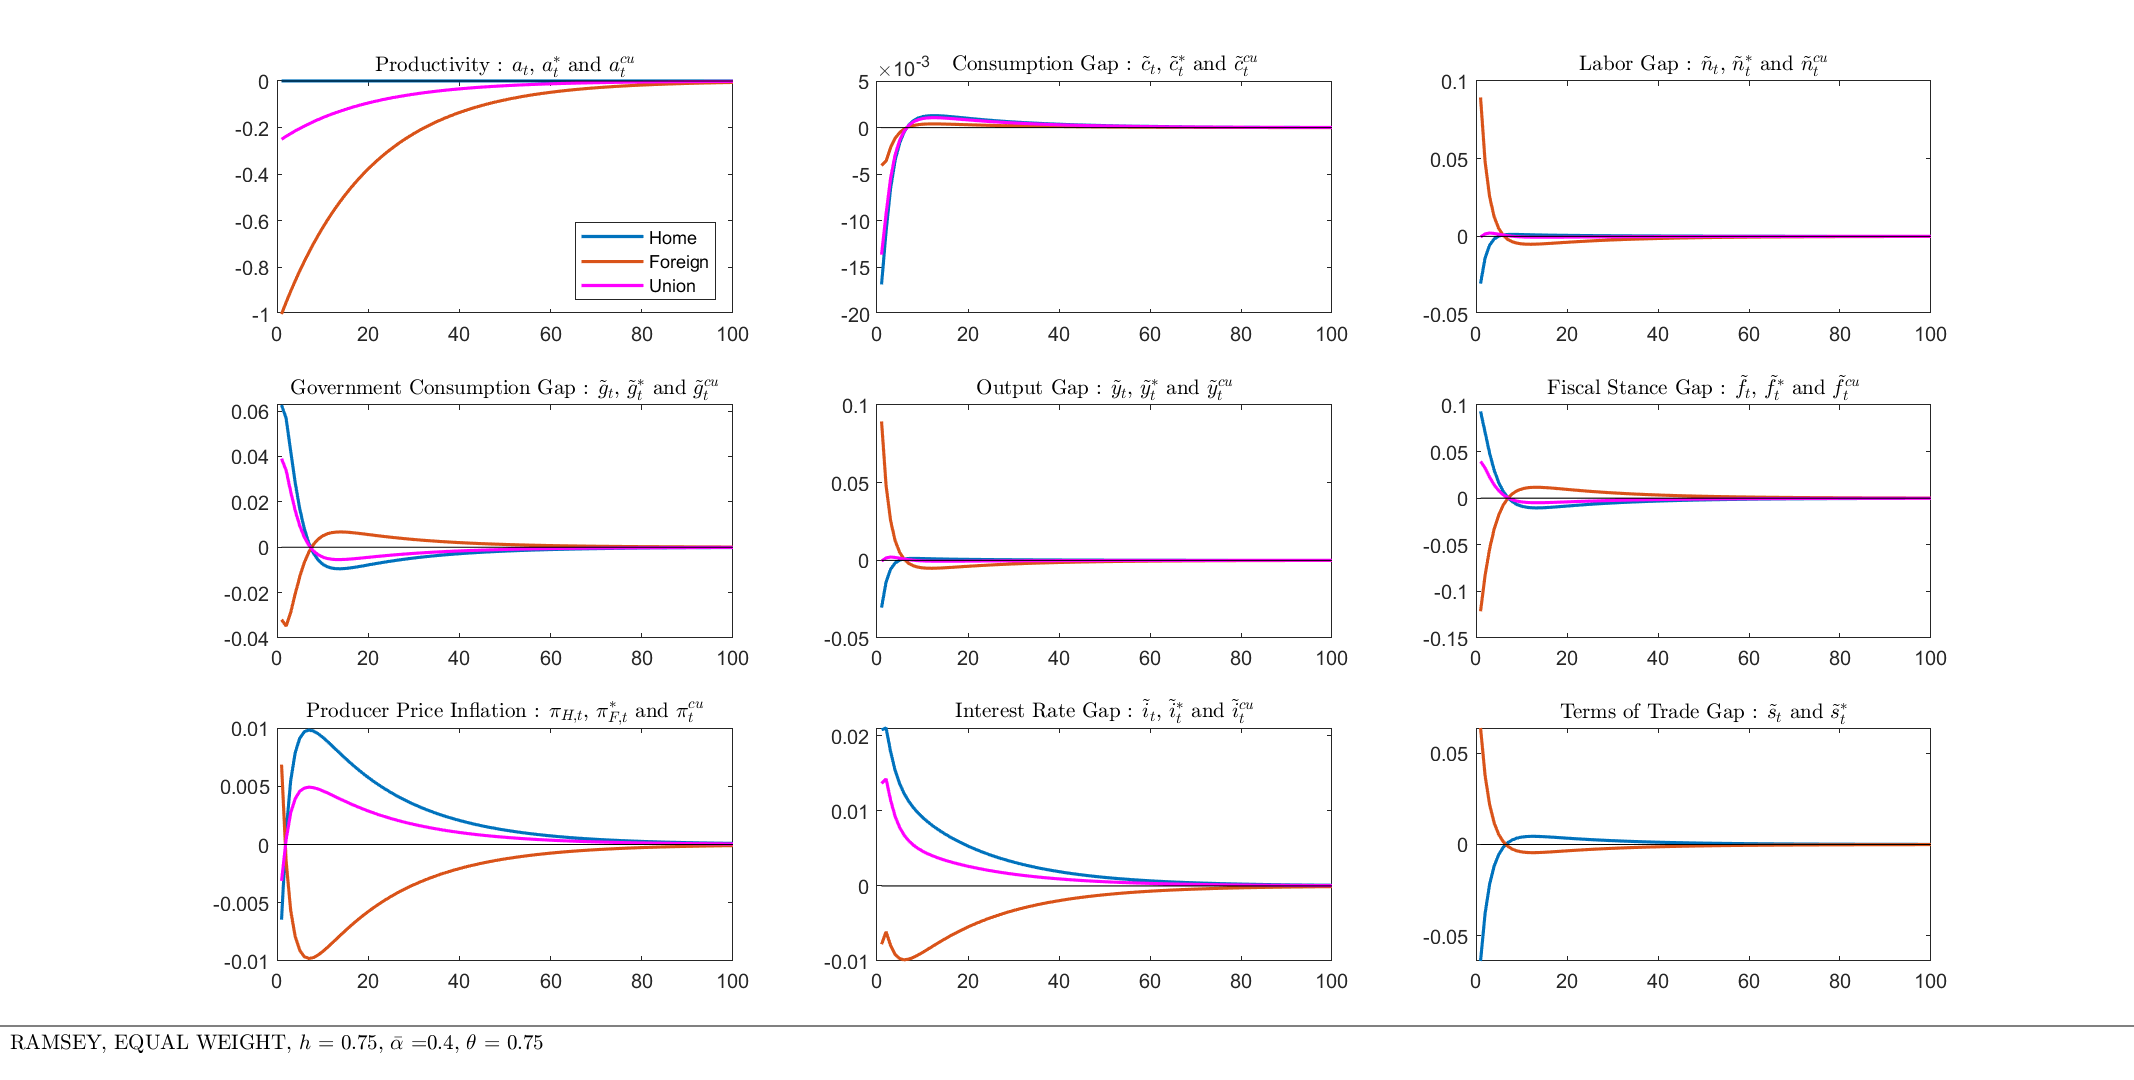 Productivity : a_t, a_t^* and a_t^{cu}
0
-0.2
-0.4
-0.6
-0.8
-1
0 20 40 60 80 100
Home
Foreign
Union
×10^{-3} Consumption Gap : c̃_t, c̃_t^* and c̃_t^{cu}
5
0
-5
-10
-15
-20
0 20 40 60 80 100
Labor Gap : ñ_t, ñ_t^* and ñ_t^{cu}
0.1
0.05
0
-0.05
0 20 40 60 80 100
Government Consumption Gap : g̃_t, g̃_t^* and g̃_t^{cu}
0.06
0.04
0.02
0
-0.02
-0.04
0 20 40 60 80 100
Output Gap : ỹ_t, ỹ_t^* and ỹ_t^{cu}
0.1
0.05
0
-0.05
0 20 40 60 80 100
Fiscal Stance Gap : f̃_t, f̃_t^* and f̃_t^{cu}
0.1
0.05
0
-0.05
-0.1
-0.15
0 20 40 60 80 100
Producer Price Inflation : π_{H,t}, π_{F,t}^* and π_t^{cu}
0.01
0.005
0
-0.005
-0.01
0 20 40 60 80 100
Interest Rate Gap : ĩ_t, ĩ_t^* and ĩ_t^{cu}
0.02
0.01
0
-0.01
0 20 40 60 80 100
Terms of Trade Gap : s̃_t and s̃_t^*
0.05
0
-0.05
0 20 40 60 80 100
RAMSEY, EQUAL WEIGHT, h = 0.75, ᾱ =0.4, θ = 0.75